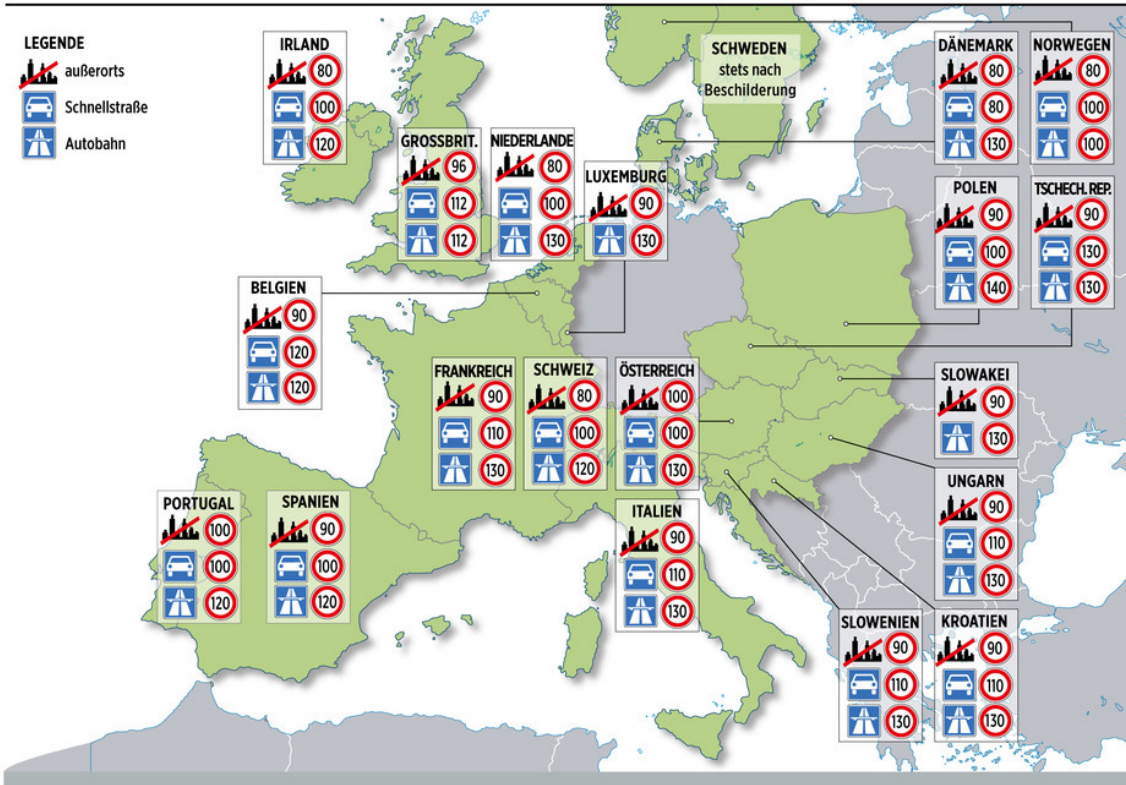 LEGENDE
außerorts
Schnellstraße
Autobahn
IRLAND
80
100
120
GROSSBRIT.
96
112
112
NIEDERLANDE
80
100
130
LUXEMBURG
90
130
SCHWEDEN
stets nach
Beschilderung
DÄNEMARK
80
80
130
NORWEGEN
80
100
100
POLEN
90
100
140
TSCHECH. REP.
90
130
130
BELGIEN
90
120
120
FRANKREICH
90
110
130
SCHWEIZ
80
100
120
ÖSTERREICH
100
100
130
SLOWAKEI
90
130
UNGARN
90
110
130
PORTUGAL
100
100
120
SPANIEN
90
100
120
ITALIEN
90
110
130
SLOWENIEN
90
110
130
KROATIEN
90
110
130